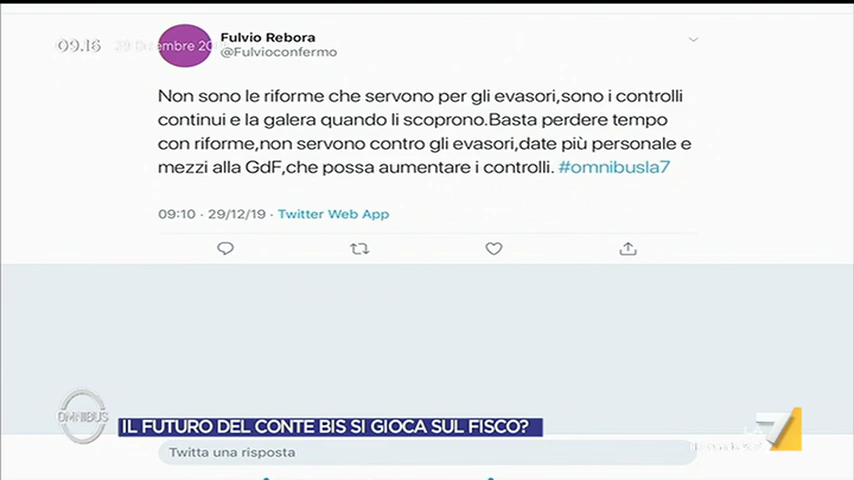 09.16
Fulvio Rebora
@Fulvioconfermo
Non sono le riforme che servono per gli evasori,sono i controlli
continui e la galera quando li scoprono.Basta perdere tempo
con riforme,non servono contro gli evasori,date più personale e
mezzi alla GdF,che possa aumentare i controlli. #omnibusla7
09:10 · 29/12/19 · Twitter Web App
OMNIBUS
IL FUTURO DEL CONTE BIS SI GIOCA SUL FISCO?
LA 7
Twitta una risposta